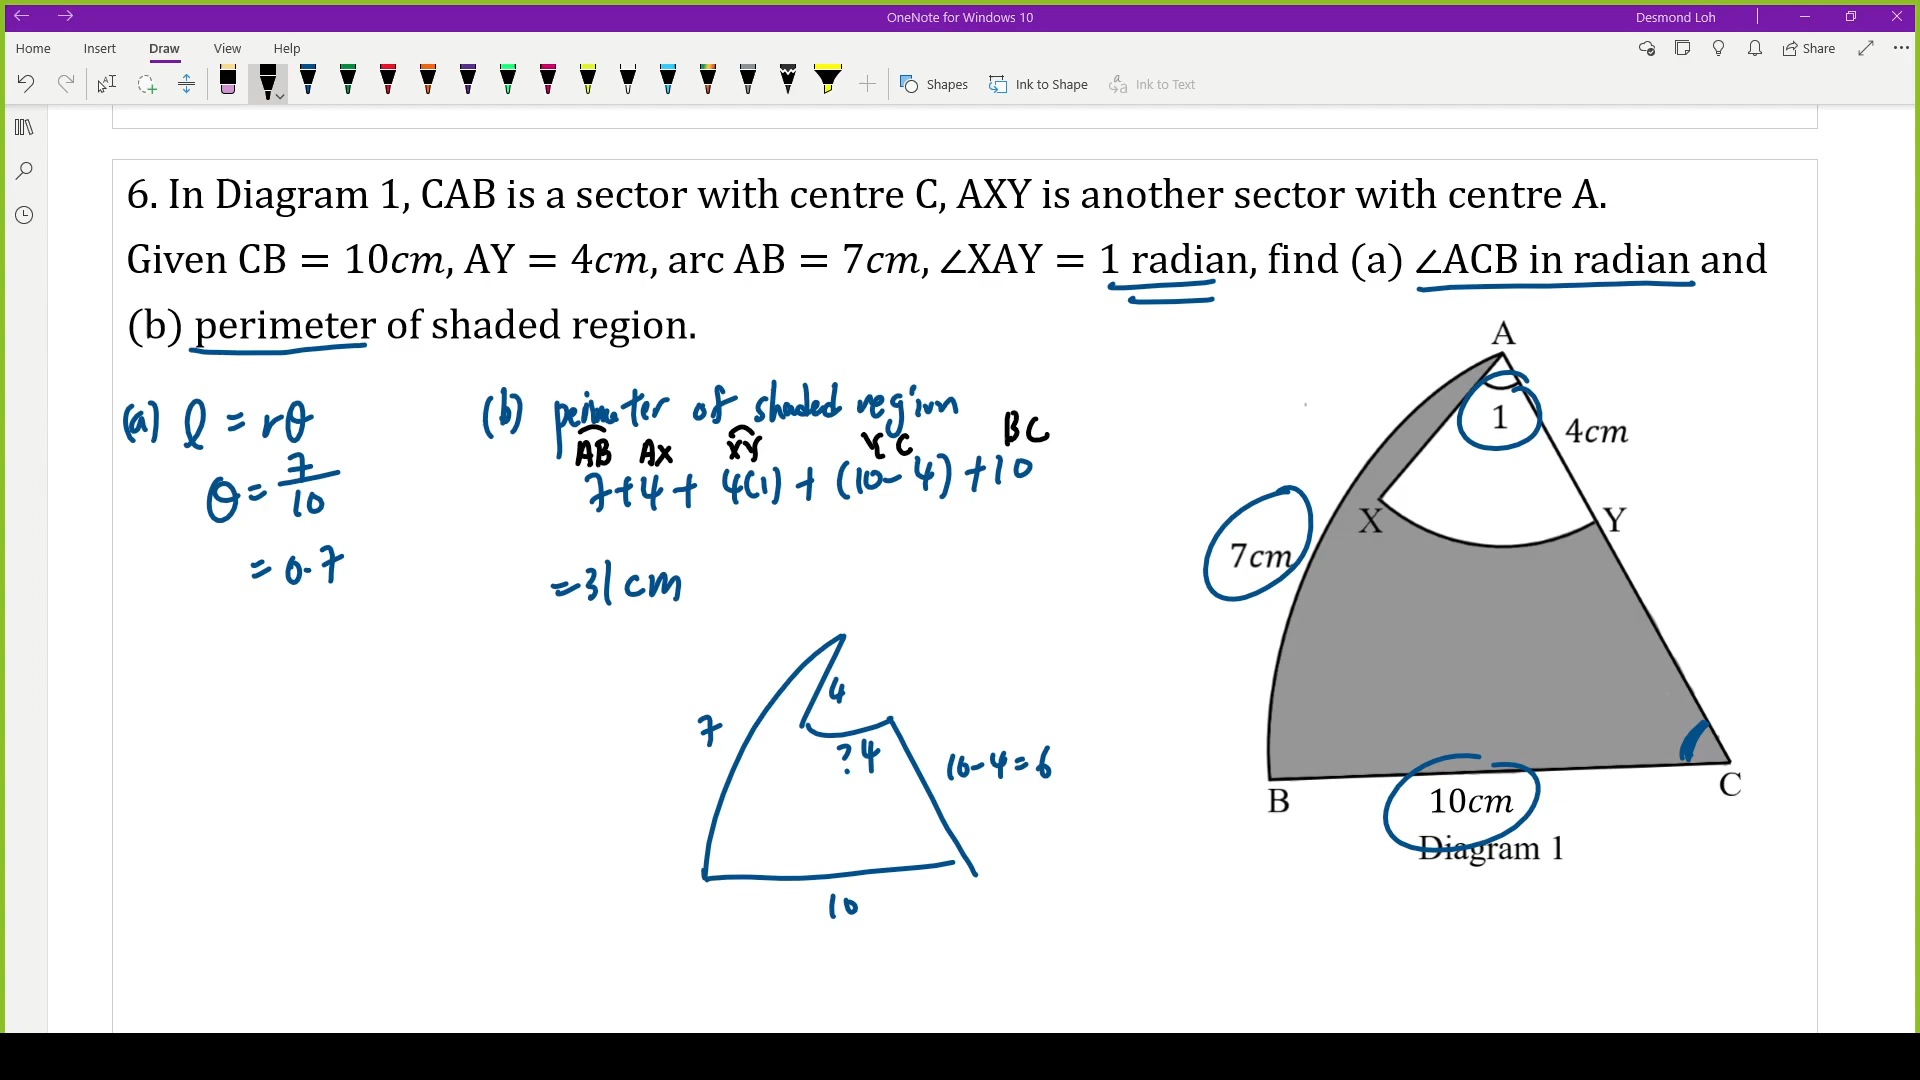 OneNote for Windows 10
Desmond Loh
Home Insert Draw View Help
Share
Shapes Ink to Shape Ink to Text
6. In Diagram 1, CAB is a sector with centre C, AXY is another sector with centre A.
Given CB = 10cm, AY = 4cm, arc AB = 7cm, ∠XAY = 1 radian, find (a) ∠ACB in radian and
(b) perimeter of shaded region.
(a) l = rθ
θ = 7/10
= 0.7
(b) perimeter of shaded region
AB AX XY YC BC
7+4+ 4(1) + (10-4) +10
= 31 cm
7
4
? 4
10-4=6
10
A
1
4cm
X
Y
7cm
B
C
10cm
Diagram 1